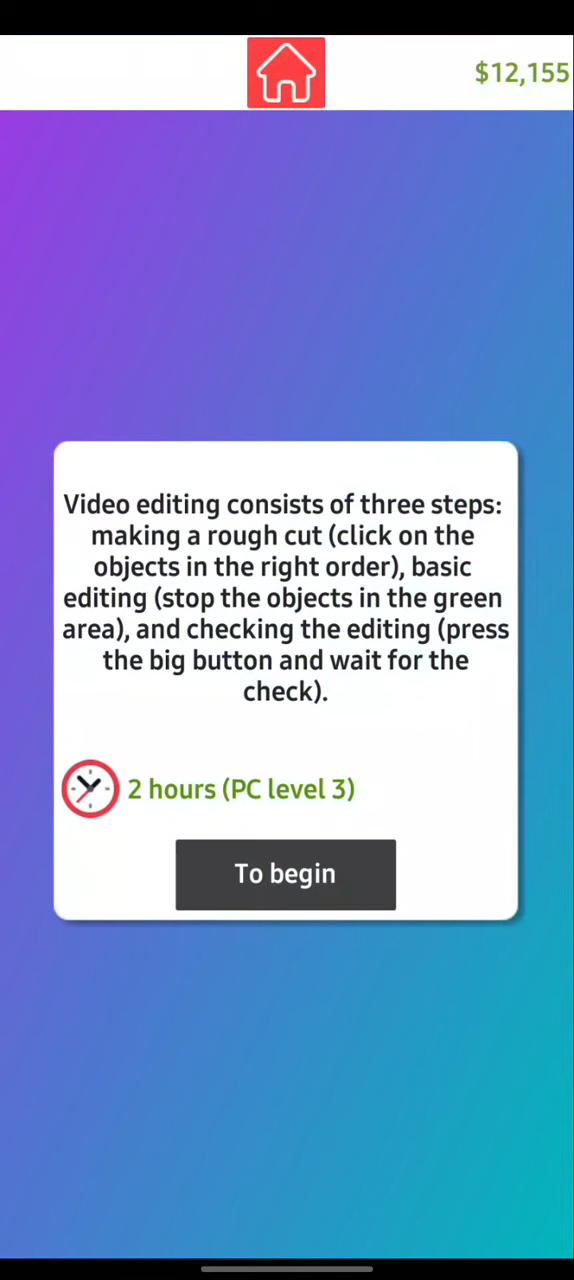 $12,155
Video editing consists of three steps:
making a rough cut (click on the
objects in the right order), basic
editing (stop the objects in the green
area), and checking the editing (press
the big button and wait for the
check).
2 hours (PC level 3)
To begin